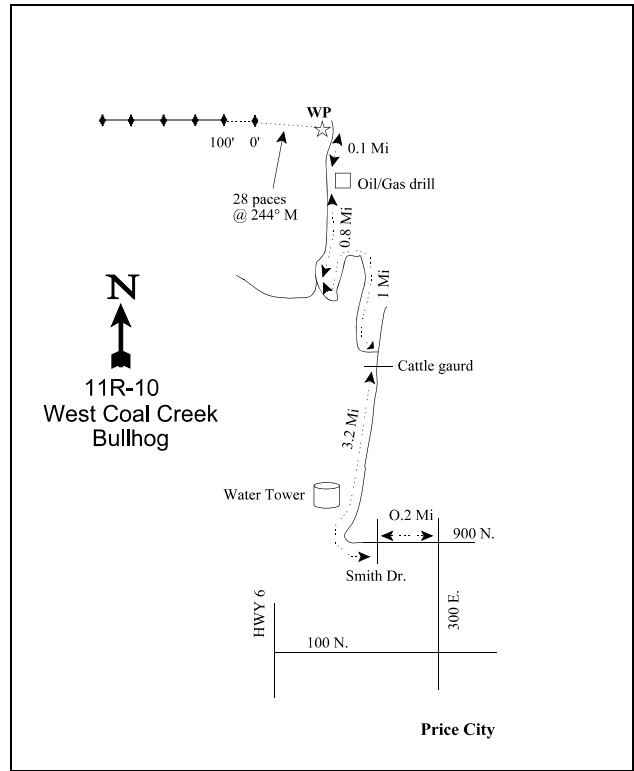 WP
100' 0'
0.1 Mi
Oil/Gas drill
28 paces
@ 244° M
0.8 Mi
1 Mi
N
11R-10
West Coal Creek
Bullhog
Cattle gaurd
3.2 Mi
Water Tower
O.2 Mi
900 N.
Smith Dr.
HWY 6
300 E.
100 N.
Price City